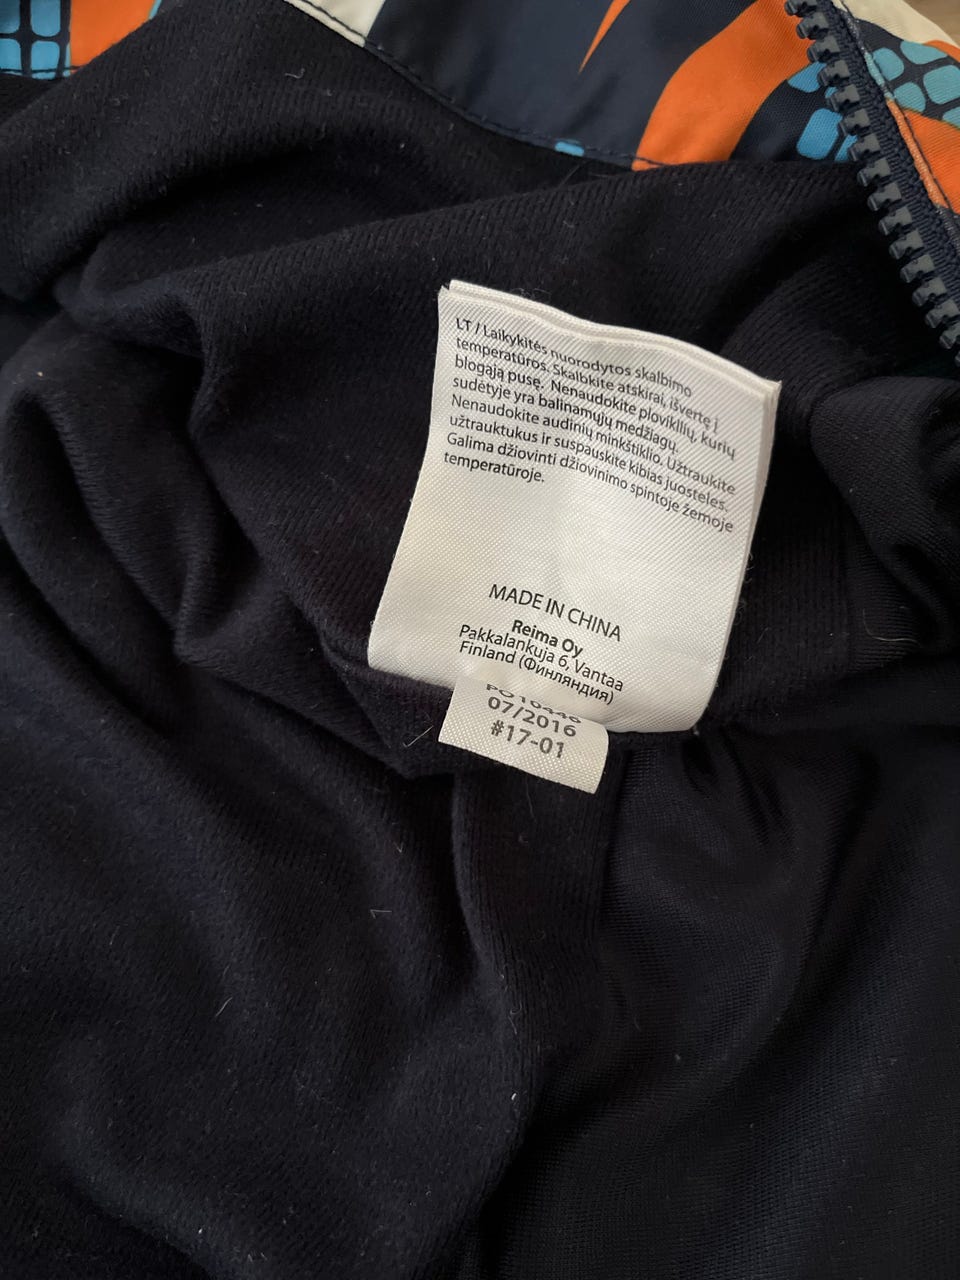 LT / Laikykitės nuorodytos skalbimo
temperatūros. Skalbkite atskirai, išvertę į
blogąją pusę. Nenaudokite ploviklių, kurių
sudėtyje yra balinamųjų medžiagų.
Nenaudokite audinių minkštiklio. Užtraukite
užtrauktukus ir suspauskite kibias juosteles.
Galima džiovinti džiovinimo spintoje žemoje
temperatūroje.
MADE IN CHINA
Reima Oy
Pakkalankuja 6, Vantaa
Finland (Финляндия)
PO10446
07/2016
#17-01